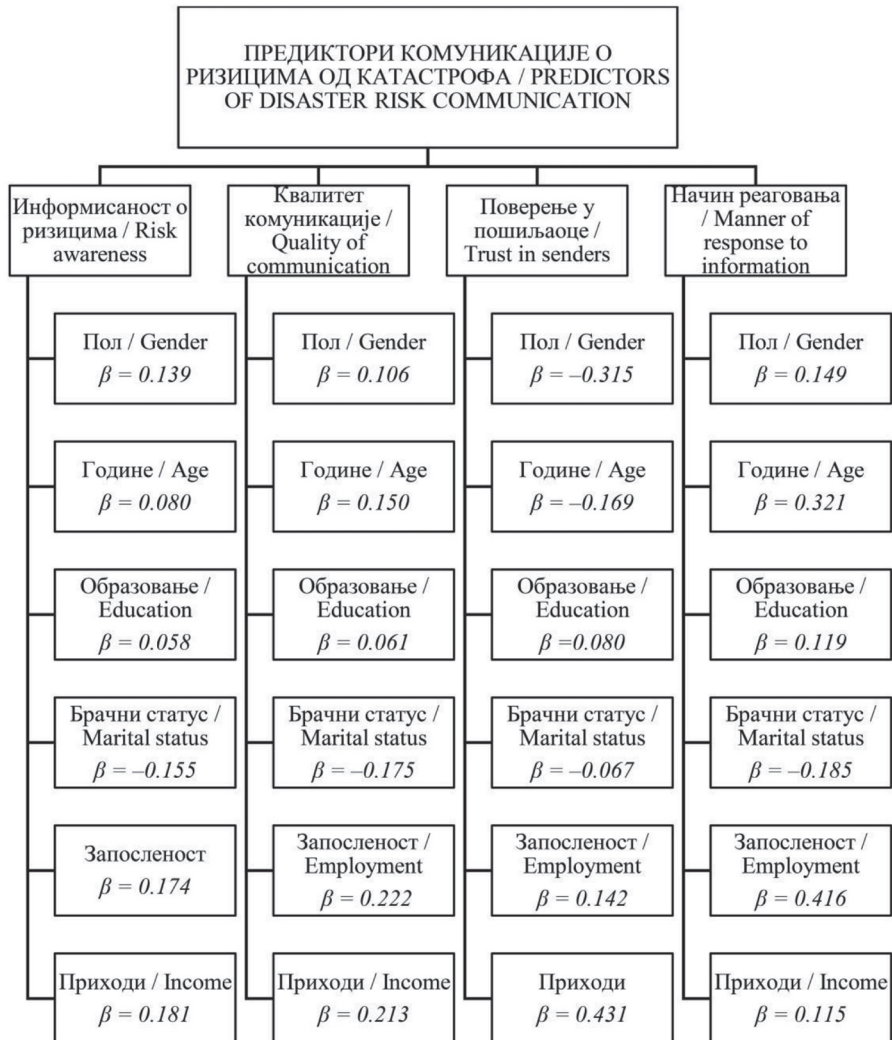 ПРЕДИКТОРИ КОМУНИКАЦИЈЕ О
РИЗИЦИМА ОД КАТАСТРОФА / PREDICTORS
OF DISASTER RISK COMMUNICATION
Информисаност о
ризицима / Risk
awareness
Пол / Gender
β = 0.139
Године / Age
β = 0.080
Образовање /
Education
β = 0.058
Брачни статус /
Marital status
β = –0.155
Запосленост
β = 0.174
Приходи / Income
β = 0.181
Квалитет
комуникације /
Quality of
communication
Пол / Gender
β = 0.106
Године / Age
β = 0.150
Образовање /
Education
β = 0.061
Брачни статус /
Marital status
β = –0.175
Запосленост /
Employment
β = 0.222
Приходи / Income
β = 0.213
Поверење у
пошиљаоце /
Trust in senders
Пол / Gender
β = –0.315
Године / Age
β = –0.169
Образовање /
Education
β =0.080
Брачни статус /
Marital status
β = –0.067
Запосленост /
Employment
β = 0.142
Приходи
β = 0.431
Начин реаговања
/ Manner of
response to
information
Пол / Gender
β = 0.149
Године / Age
β = 0.321
Образовање /
Education
β = 0.119
Брачни статус /
Marital status
β = –0.185
Запосленост /
Employment
β = 0.416
Приходи / Income
β = 0.115